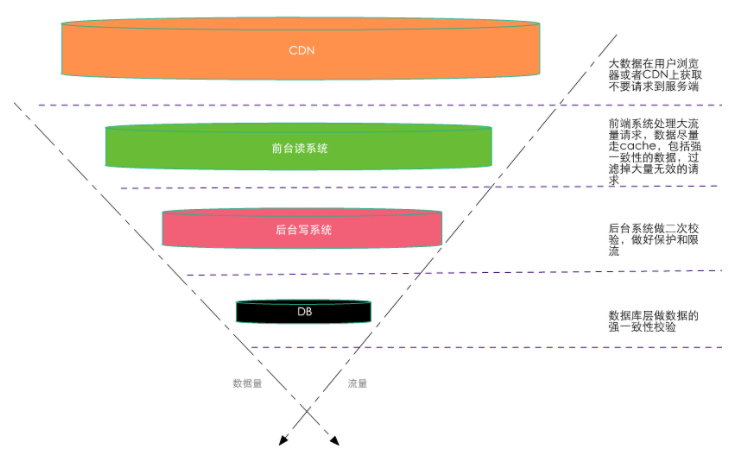 CDN
大数据在用户浏览
器或者CDN上获取
不要请求到服务端
前台读系统
前端系统处理大流
量请求，数据尽量
走cache，包括强
一致性的数据，过
滤掉大量无效的请
求
后台写系统
后台系统做二次校
验，做好保护和限
流
DB
数据库层做数据的
强一致性校验
数据量
流量